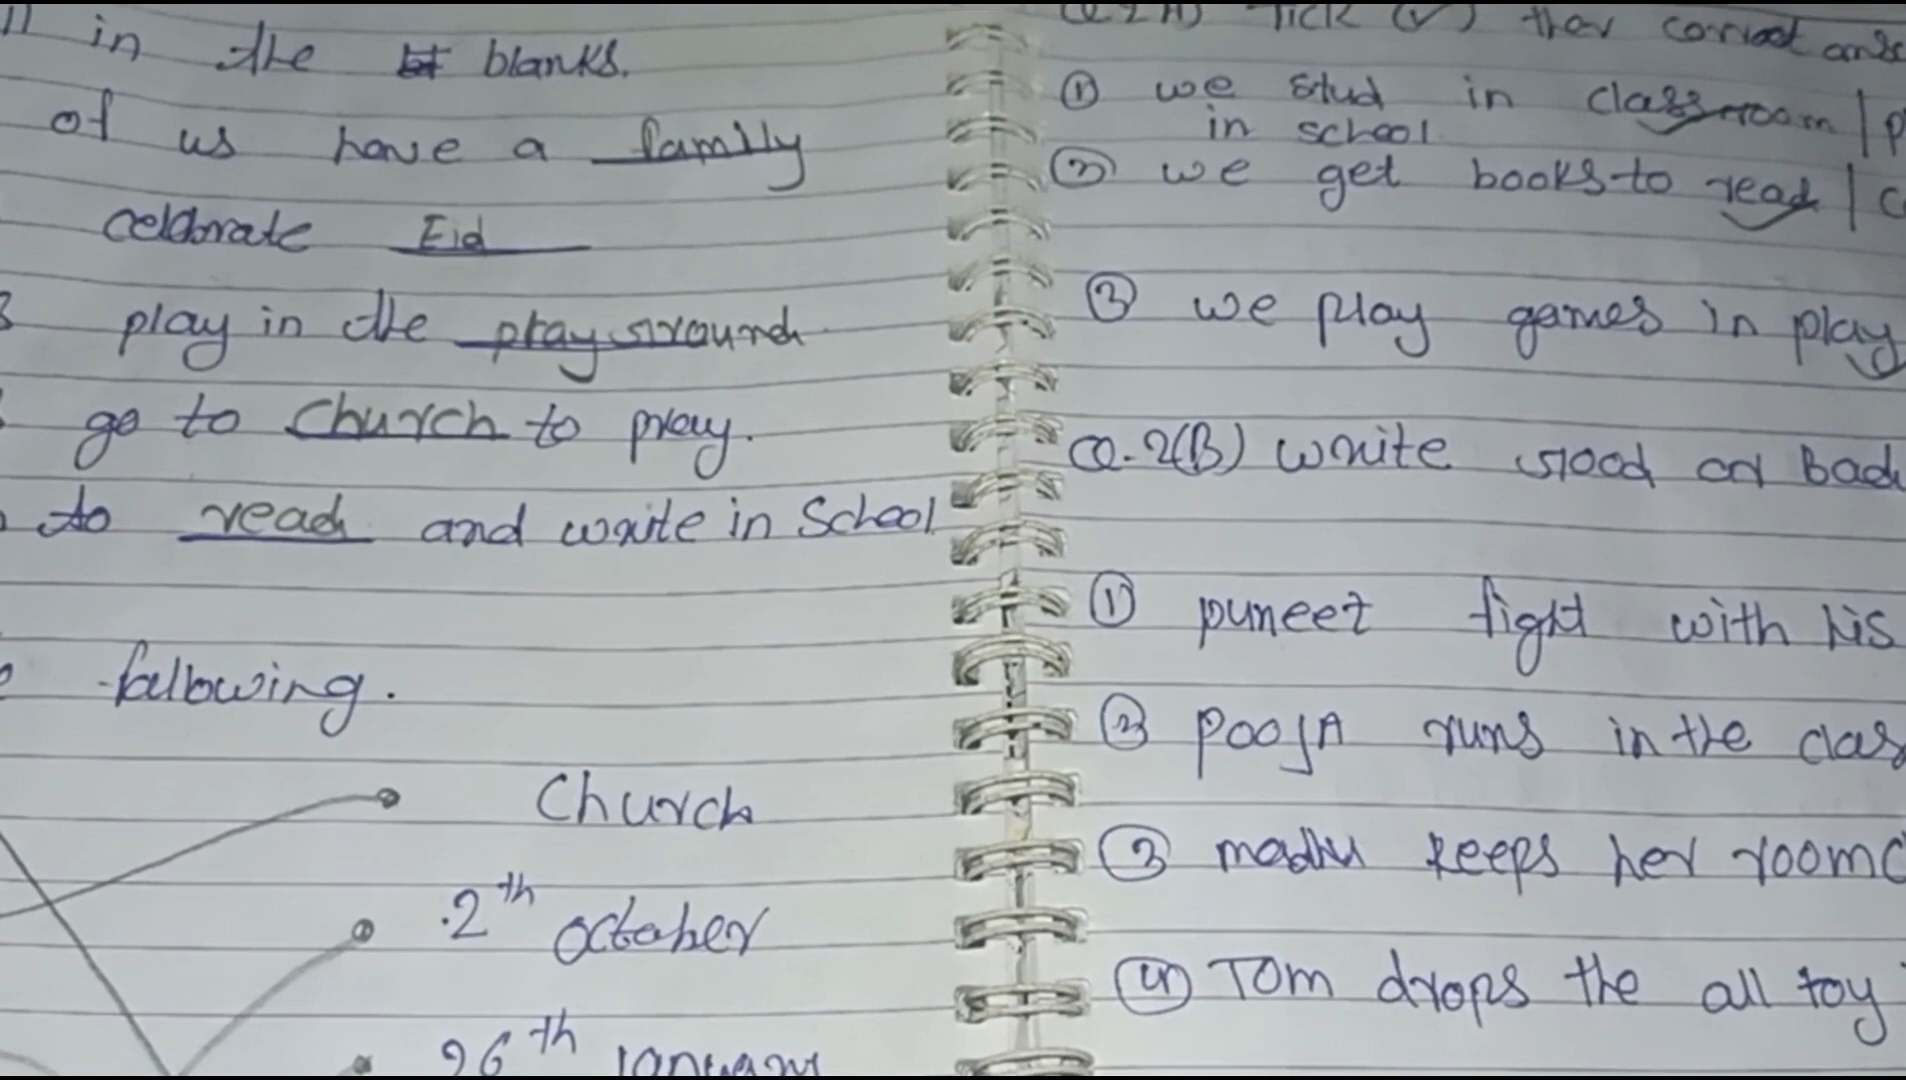 in the blanks.
of us have a family
celebrate Eid
play in the playground
go to Church to pray.
to read and write in School
following.
Church
2th October
26th January
Q 2 A) Tick (✓) ther correct
① we stud in classroom |
in school
② we get books to read |
③ we play games in play
Q.2(B) write good or Bad
① puneet fight with his
② PoojA runs in the clas
③ madhu keeps her room
④ Tom drops the all toy